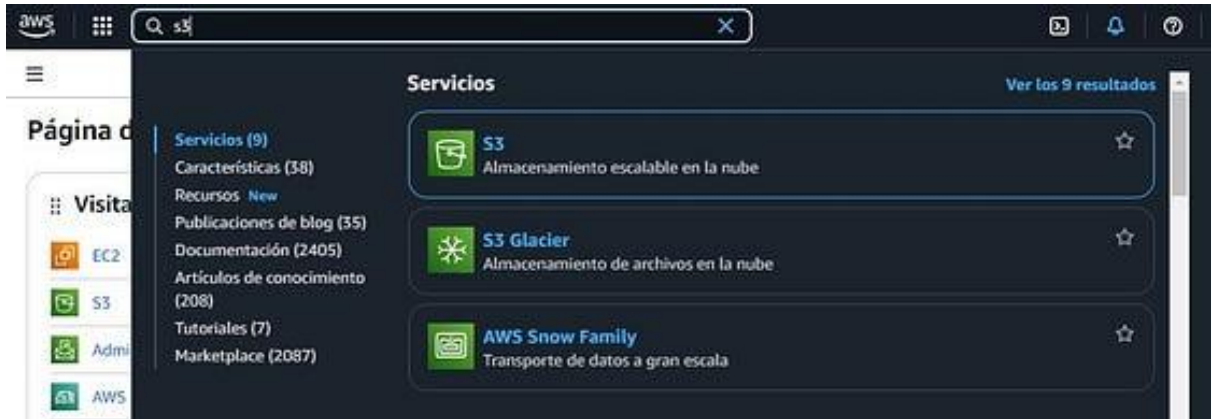 aws
s3
Servicios
Ver los 9 resultados
Página d
Visita
EC2
S3
Admi
AWS
Servicios (9)
Características (38)
Recursos New
Publicaciones de blog (35)
Documentación (2405)
Artículos de conocimiento
(208)
Tutoriales (7)
Marketplace (2087)
S3
Almacenamiento escalable en la nube
S3 Glacier
Almacenamiento de archivos en la nube
AWS Snow Family
Transporte de datos a gran escala